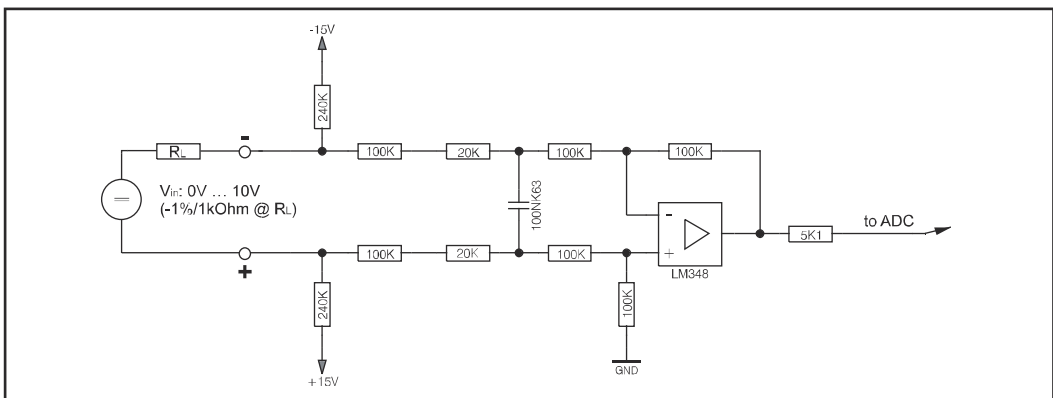 -15V
240K
RL
-
100K
20K
100K
100K
Vin: 0V ... 10V
(-1%/1kOhm @ RL)
100NK63
-
+
LM348
5K1
to ADC
+
100K
20K
100K
240K
100K
+15V
GND